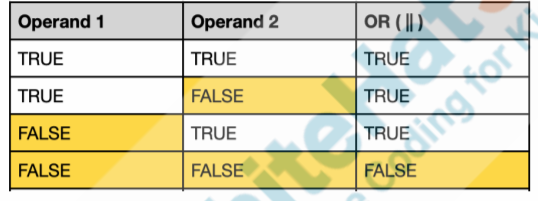 Operand 1 Operand 2 OR ( || )
TRUE TRUE TRUE
TRUE FALSE TRUE
FALSE TRUE TRUE
FALSE FALSE FALSE